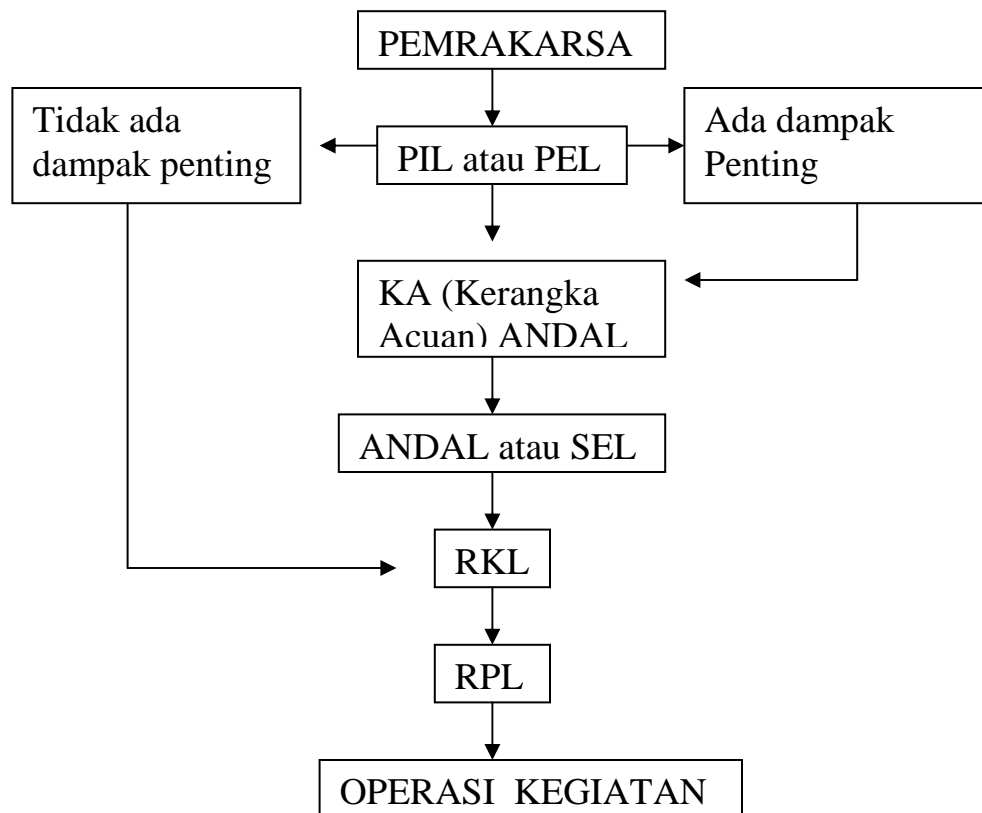 PEMRAKARSA
Tidak ada
dampak penting
PIL atau PEL
Ada dampak
Penting
KA (Kerangka
Acuan) ANDAL
ANDAL atau SEL
RKL
RPL
OPERASI KEGIATAN